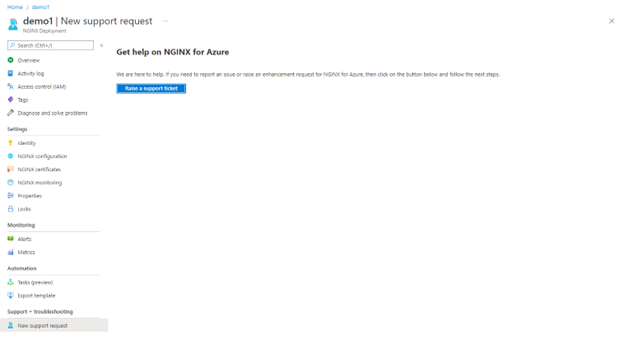 Home > demo1 >
demo1 | New support request ...
NGINX Deployment
Search (Ctrl+/)
Overview
Activity log
Access control (IAM)
Tags
Diagnose and solve problems
Settings
Identity
NGINX configuration
NGINX certificates
NGINX monitoring
Properties
Locks
Monitoring
Alerts
Metrics
Automation
Tasks (preview)
Export template
Support + troubleshooting
New support request
Get help on NGINX for Azure
We are here to help. If you need to report an issue or raise an enhancement request for NGINX for Azure, then click on the button below and follow the next steps.
Raise a support ticket